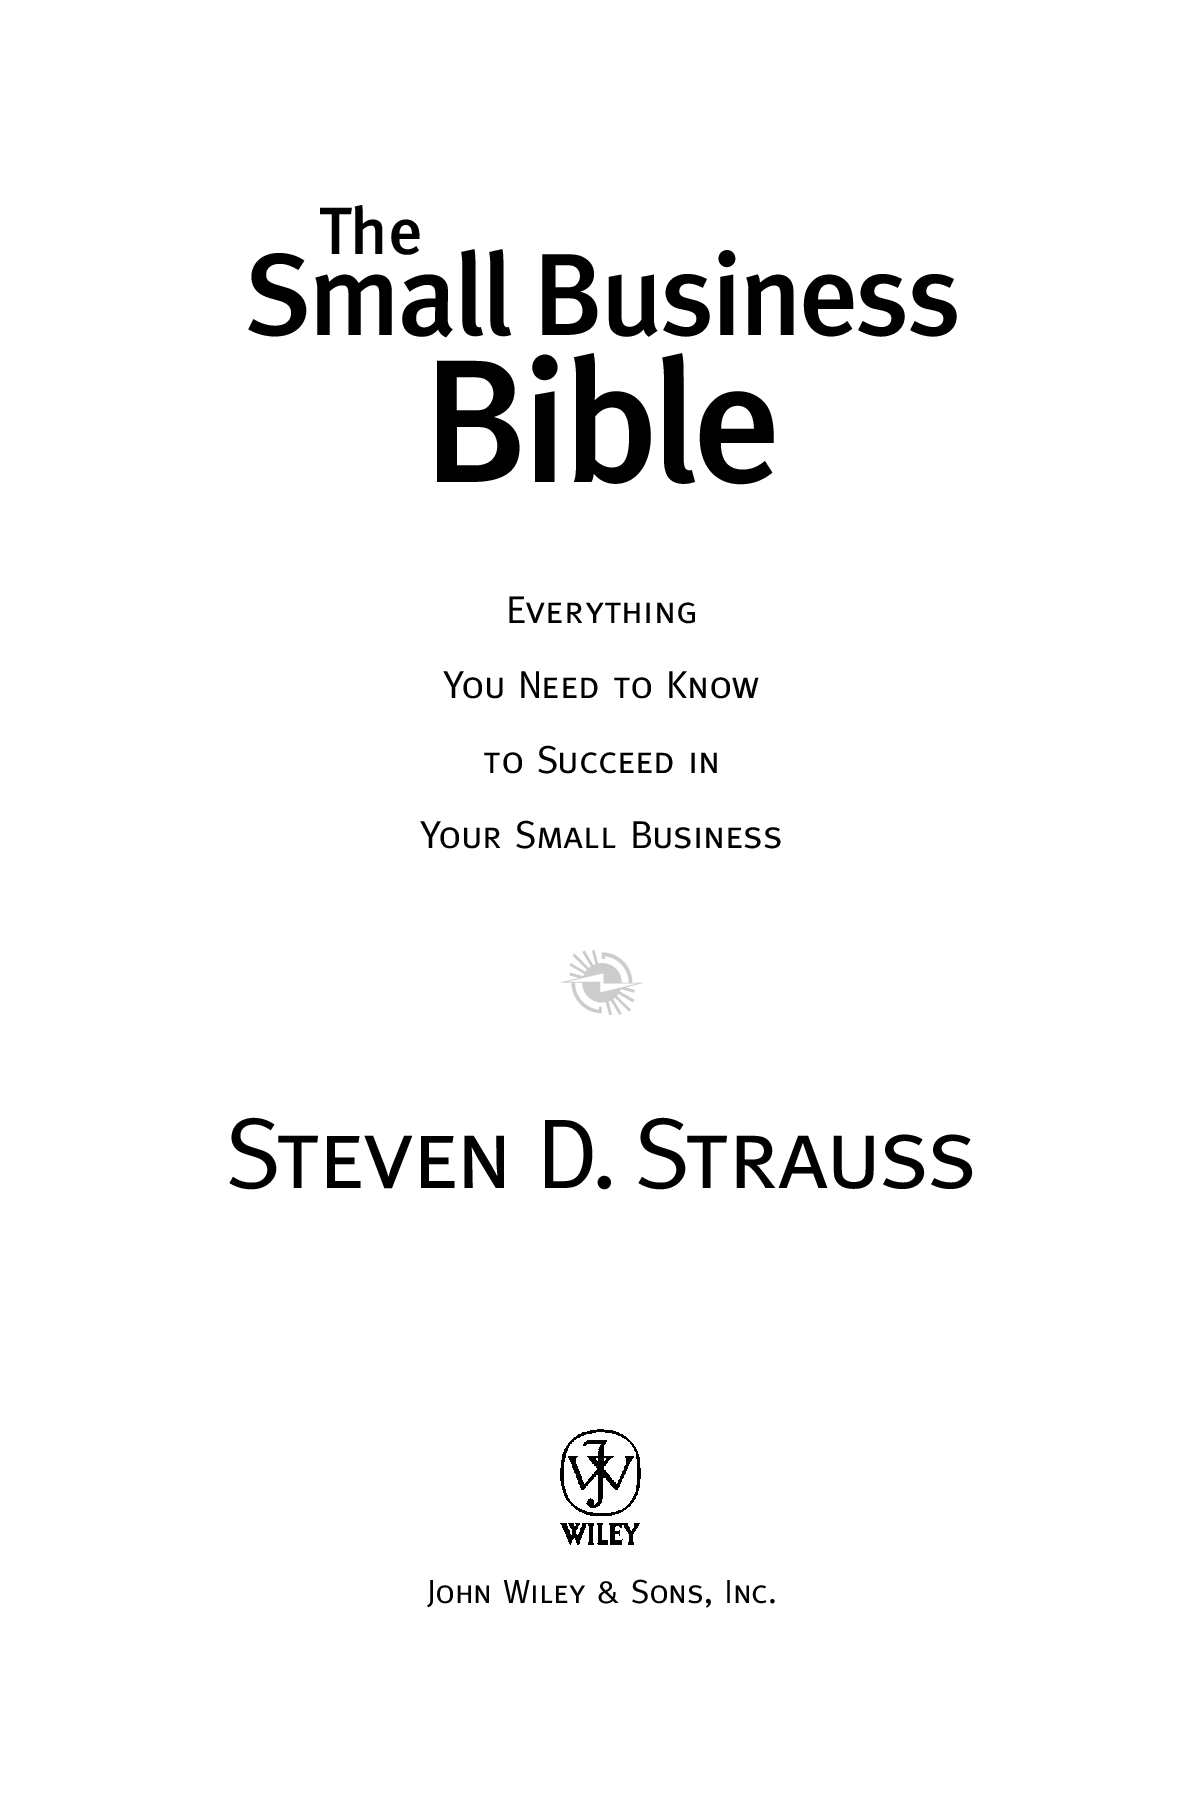 The
Small Business
Bible
Everything
You Need to Know
to Succeed in
Your Small Business
Steven D. Strauss
JW
WILEY
John Wiley & Sons, Inc.